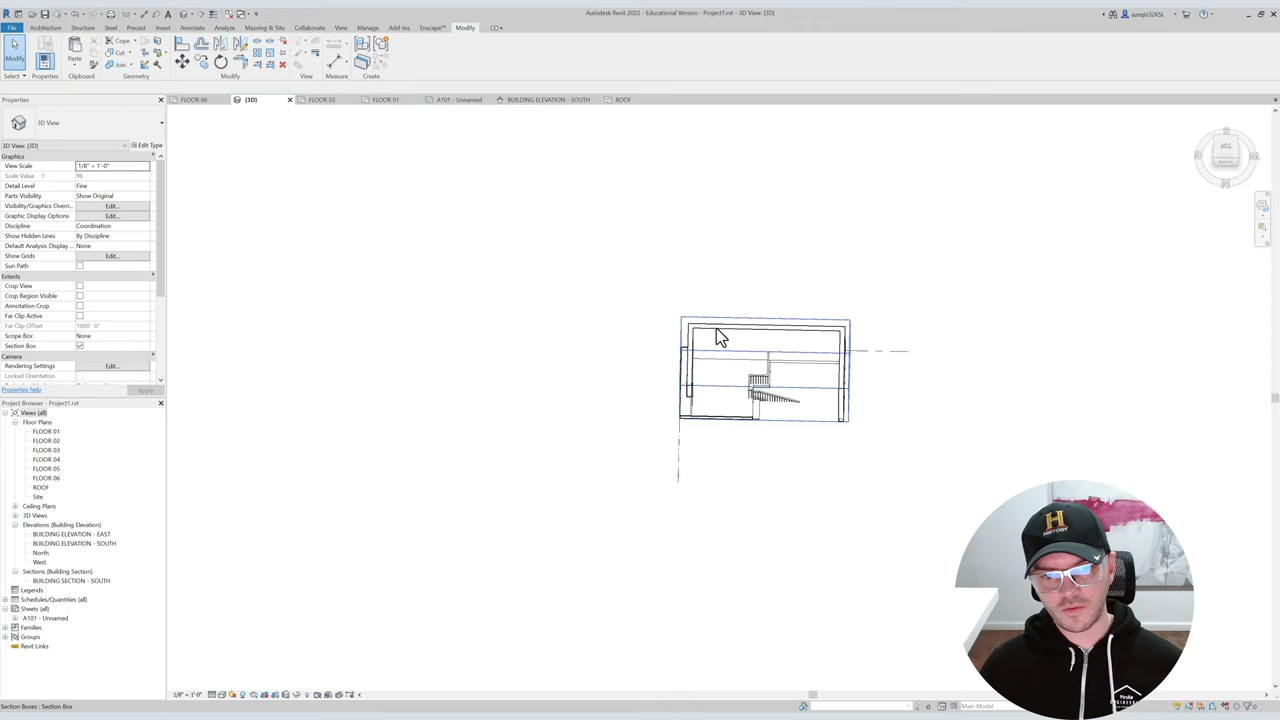 Autodesk Revit 2022 - Educational Version - Project1.rvt - 3D View: {3D}
azeqiri32KSL
File Architecture Structure Steel Precast Insert Annotate Analyze Massing & Site Collaborate View Manage Add-Ins Enscape™ Modify
Cope
Cut
Join
Modify Paste
Select Properties Clipboard Geometry Modify View Measure Create
Properties
FLOOR 06 {3D} FLOOR 03 FLOOR 01 A101 - Unnamed BUILDING ELEVATION - SOUTH ROOF
3D View
3D View: {3D} Edit Type
Graphics
View Scale 1/8" = 1'-0"
Scale Value 1: 96
Detail Level Fine
Parts Visibility Show Original
Visibility/Graphics Overri... Edit...
Graphic Display Options Edit...
Discipline Coordination
Show Hidden Lines By Discipline
Default Analysis Display ... None
Show Grids Edit...
Sun Path
Extents
Crop View
Crop Region Visible
Annotation Crop
Far Clip Active
Far Clip Offset 1000' 0"
Scope Box None
Section Box
Camera
Rendering Settings Edit...
Locked Orientation
Properties help Apply
Project Browser - Project1.rvt
Views (all)
Floor Plans
FLOOR 01
FLOOR 02
FLOOR 03
FLOOR 04
FLOOR 05
FLOOR 06
ROOF
Site
Ceiling Plans
3D Views
Elevations (Building Elevation)
BUILDING ELEVATION - EAST
BUILDING ELEVATION - SOUTH
North
West
Sections (Building Section)
BUILDING SECTION - SOUTH
Legends
Schedules/Quantities (all)
Sheets (all)
A101 - Unnamed
Families
Groups
Revit Links
TOP
H
HISTORY
1/8" = 1'-0"
Section Boxes : Section Box
:0
Main Model
:0